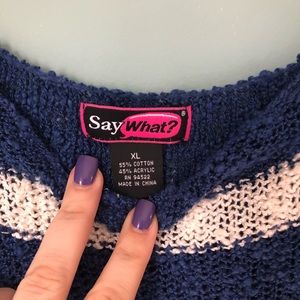 Say What?®
XL
55% COTTON
45% ACRYLIC
RN 94522
MADE IN CHINA